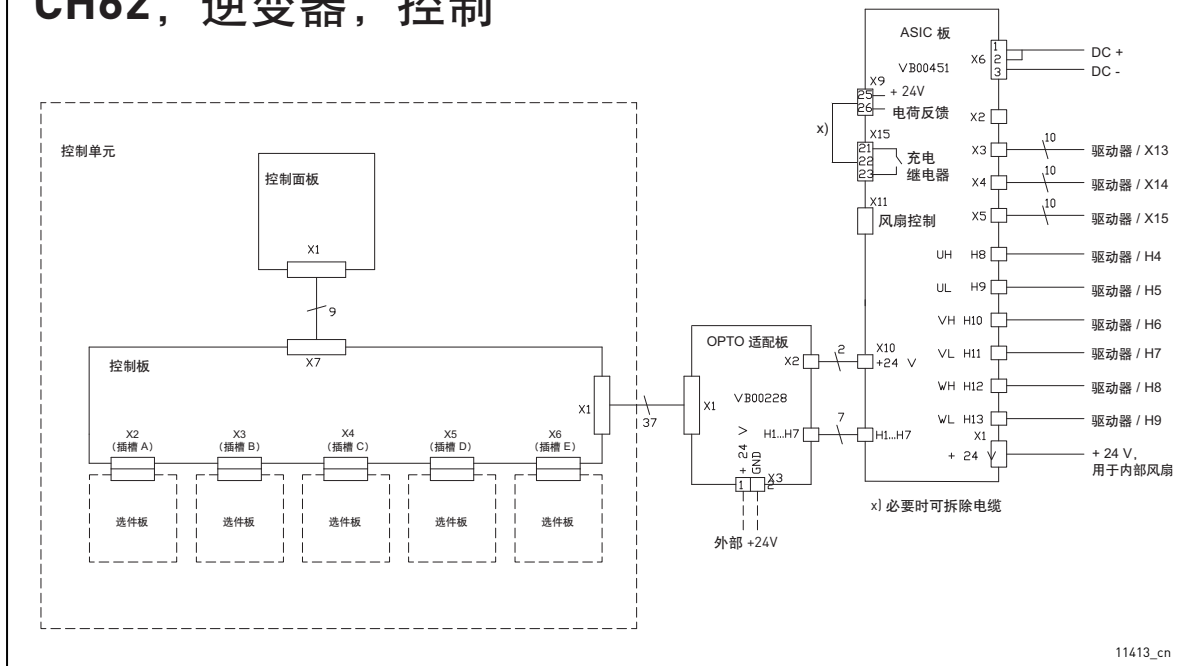 CH62，逆变器，控制
ASIC 板
VB00451
X6
1
2
3
DC +
DC -
X9
25
26
+ 24V
电荷反馈
x)
X15
21
22
23
充电
继电器
X11
风扇控制
X2
X3
10
驱动器 / X13
X4
10
驱动器 / X14
X5
10
驱动器 / X15
UH H8
驱动器 / H4
UL H9
驱动器 / H5
VH H10
驱动器 / H6
VL H11
驱动器 / H7
WH H12
驱动器 / H8
WL H13
驱动器 / H9
X1
+ 24 V
+ 24 V，
用于内部风扇
X10
+24 V
H1...H7
x) 必要时可拆除电缆
控制单元
控制面板
X1
9
X7
控制板
X1
37
X2
(插槽 A)
X3
(插槽 B)
X4
(插槽 C)
X5
(插槽 D)
X6
(插槽 E)
选件板
选件板
选件板
选件板
选件板
OPTO 适配板
X2
2
X1
VB00228
H1...H7
7
+ 24 V
GND
X3
1
2
外部 +24V
11413_cn